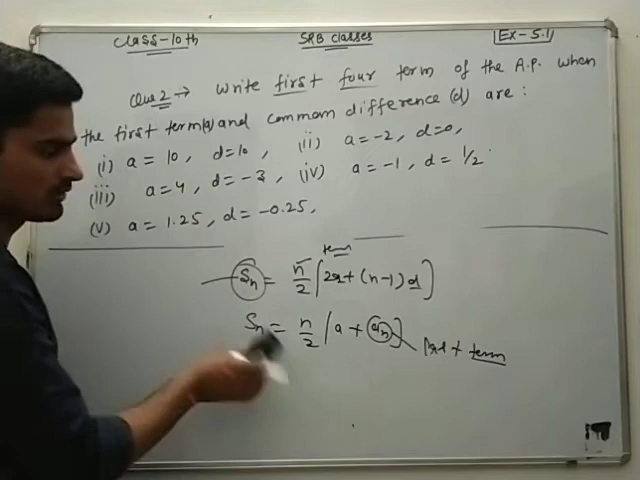 Class-10th SRB Classes Ex-5.1
Que 2 → Write first four term of the A.P. when
the first term(a) and common difference (d) are:
(i) a = 10, d=10, (ii) a = -2, d=0,
(iii) a=4, d= -3, (iv) a = -1, d = 1/2.
(v) a = 1.25, d = -0.25,
term
Sn = n/2 [2a + (n-1) d]
Sn = n/2 [a + an]
last term